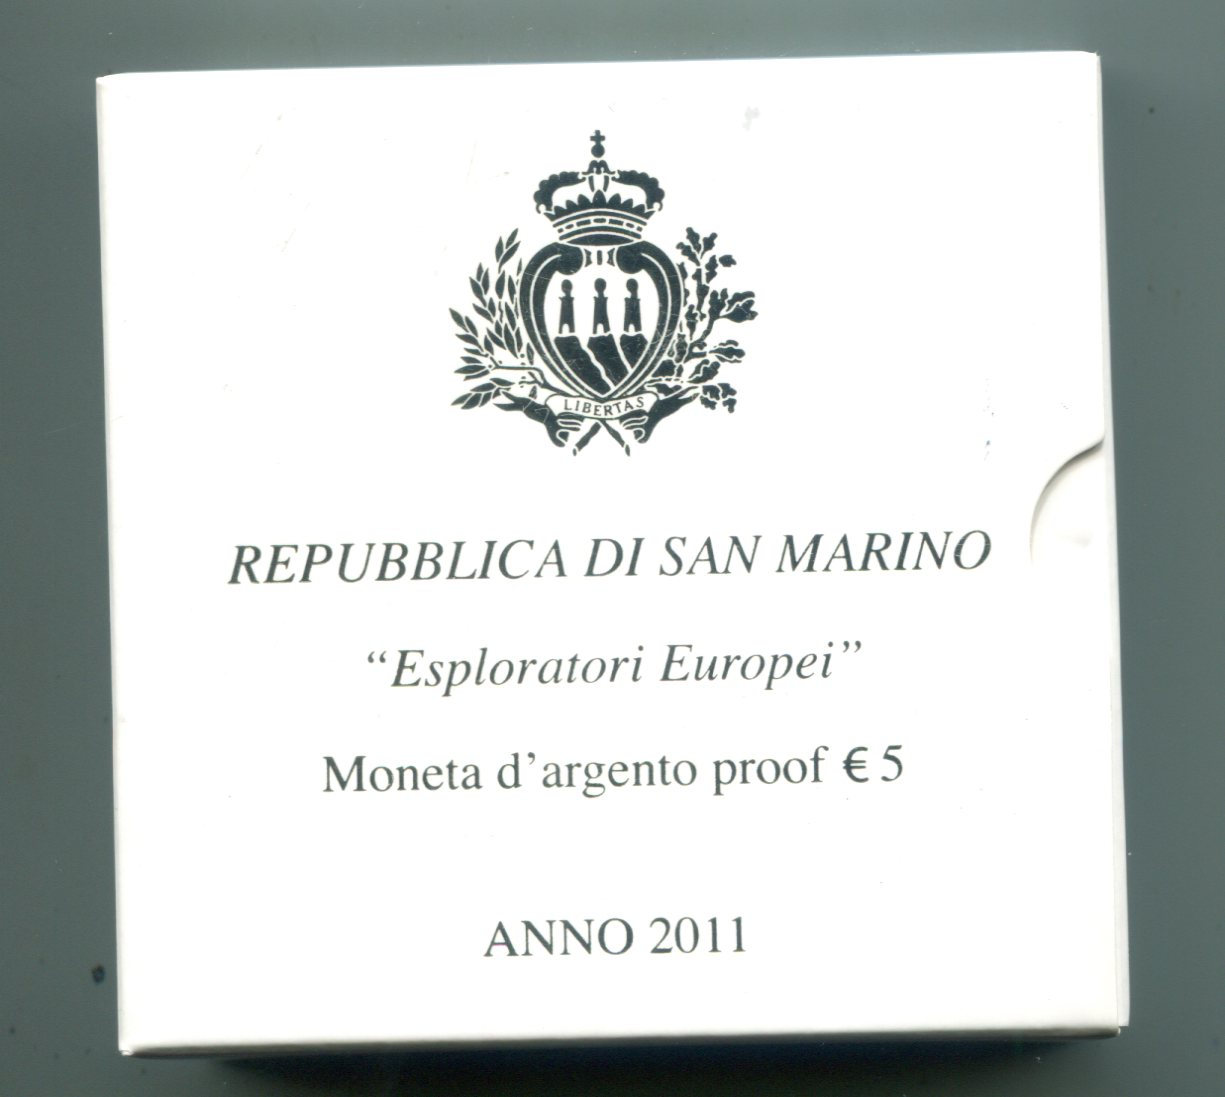 LIBERTAS
REPUBBLICA DI SAN MARINO
“Esploratori Europei”
Moneta d’argento proof € 5
ANNO 2011